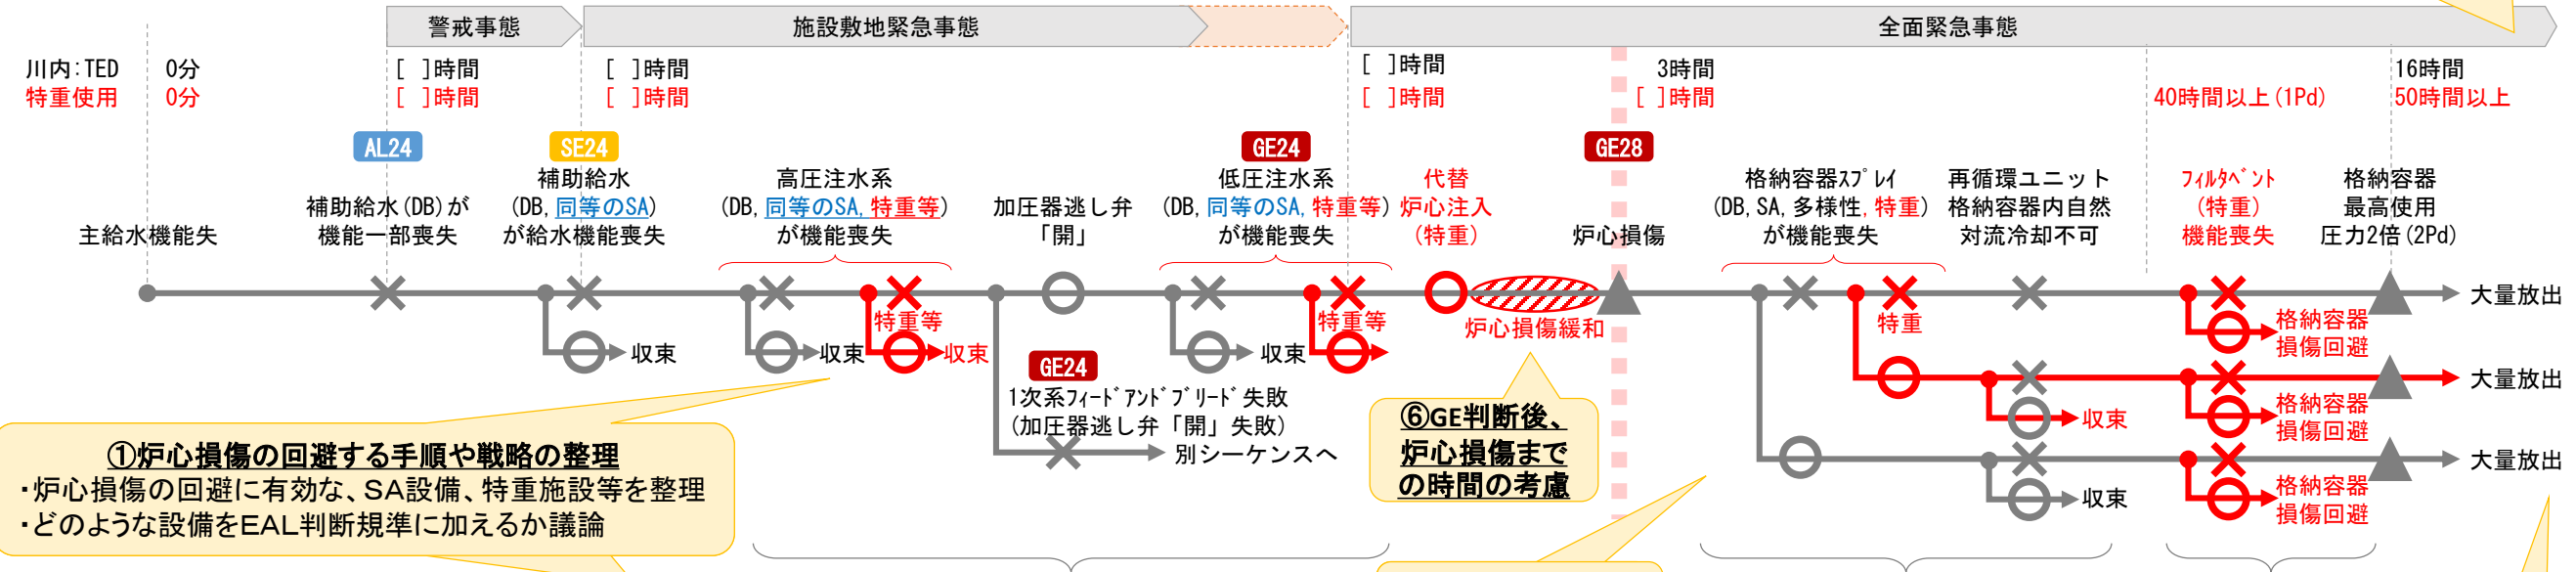 警戒事態
施設敷地緊急事態
全面緊急事態
川内:TED 0分
特重使用 0分
[ ]時間
[ ]時間
[ ]時間
[ ]時間
[ ]時間
[ ]時間
3時間
[ ]時間
40時間以上(1Pd)
16時間
50時間以上
AL24
SE24
GE24
GE28
主給水機能失
補助給水(DB)が
機能一部喪失
補助給水
(DB, 同等のSA)
が給水機能喪失
高圧注水系
(DB, 同等のSA, 特重等)
が機能喪失
加圧器逃し弁
「開」
低圧注水系
(DB, 同等のSA, 特重等)
が機能喪失
代替
炉心注入
(特重)
炉心損傷
格納容器スプレイ
(DB, SA, 多様性, 特重)
が機能喪失
再循環ユニット
格納容器内自然
対流冷却不可
フィルタベント
(特重)
機能喪失
格納容器
最高使用
圧力2倍(2Pd)
大量放出
特重等
特重等
炉心損傷緩和
特重
格納容器
損傷回避
収束
収束
収束
収束
GE24
1次系フィードアンドブリード失敗
(加圧器逃し弁「開」失敗)
別シーケンスへ
大量放出
収束
格納容器
損傷回避
大量放出
収束
格納容器
損傷回避
①炉心損傷の回避する手順や戦略の整理
・炉心損傷の回避に有効な、SA設備、特重施設等を整理
・どのような設備をEAL判断規準に加えるか議論
⑥GE判断後、
炉心損傷まで
の時間の考慮